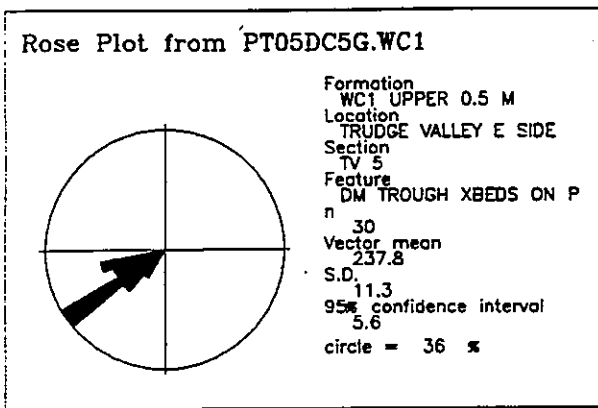 Rose Plot from PT05DC5G.WC1
Formation
WC1 UPPER 0.5 M
Location
TRUDGE VALLEY E SIDE
Section
TV 5
Feature
DM TROUGH XBEDS ON P
n
30
Vector mean
237.8
S.D.
11.3
95% confidence interval
5.6
circle = 36 %